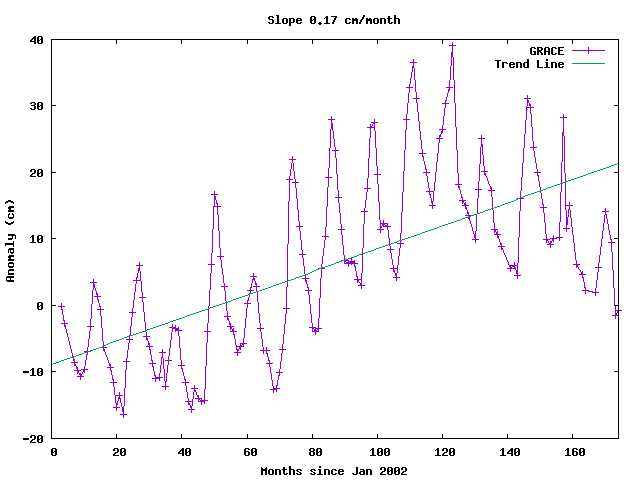 Slope 0.17 cm/month
GRACE
Trend Line
40
30
20
10
0
-10
-20
Anomaly (cm)
0 20 40 60 80 100 120 140 160
Months since Jan 2002